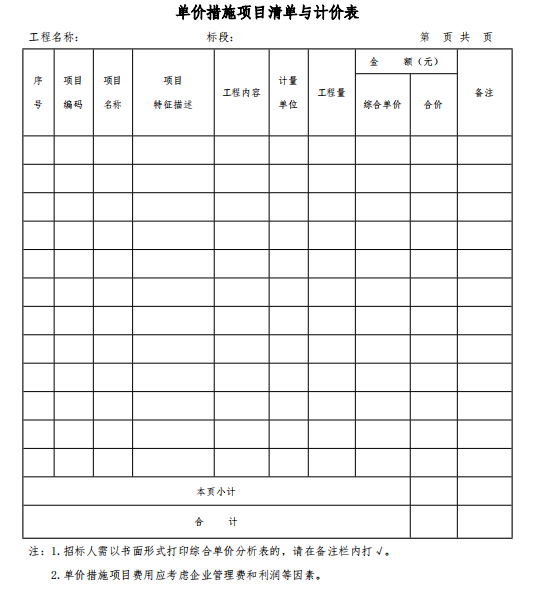 单价措施项目清单与计价表
工程名称: 标段: 第 页 共 页
序号 项目编码 项目名称 项目特征描述 工程内容 计量单位 工程量 金 额（元） 备注
综合单价 合价
本页小计
合 计
注: 1.招标人需以书面形式打印综合单价分析表的, 请在备注栏内打√。
2.单价措施项目费用应考虑企业管理费和利润等因素。